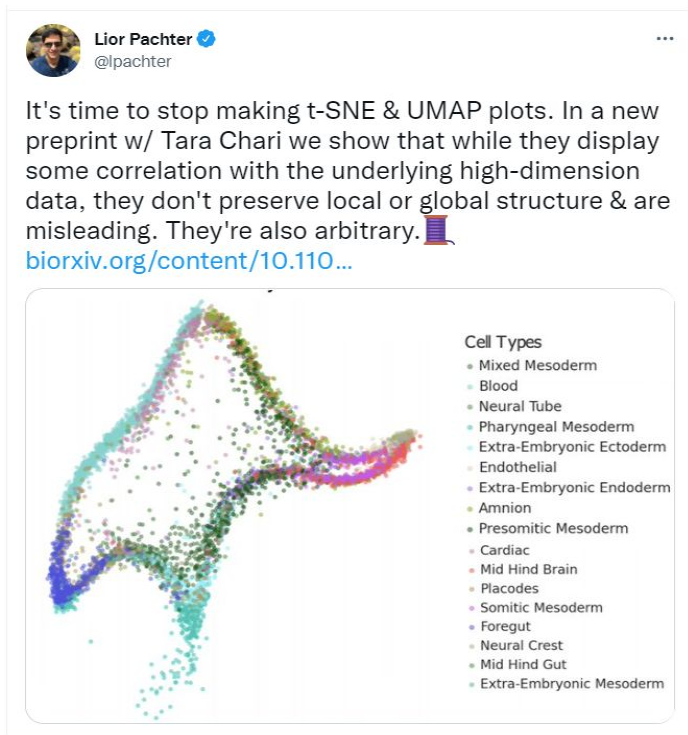 Lior Pachter
@lpachter
It's time to stop making t-SNE & UMAP plots. In a new
preprint w/ Tara Chari we show that while they display
some correlation with the underlying high-dimension
data, they don't preserve local or global structure & are
misleading. They're also arbitrary.🧵
biorxiv.org/content/10.110...
Cell Types
Mixed Mesoderm
Blood
Neural Tube
Pharyngeal Mesoderm
Extra-Embryonic Ectoderm
Endothelial
Extra-Embryonic Endoderm
Amnion
Presomitic Mesoderm
Cardiac
Mid Hind Brain
Placodes
Somitic Mesoderm
Foregut
Neural Crest
Mid Hind Gut
Extra-Embryonic Mesoderm